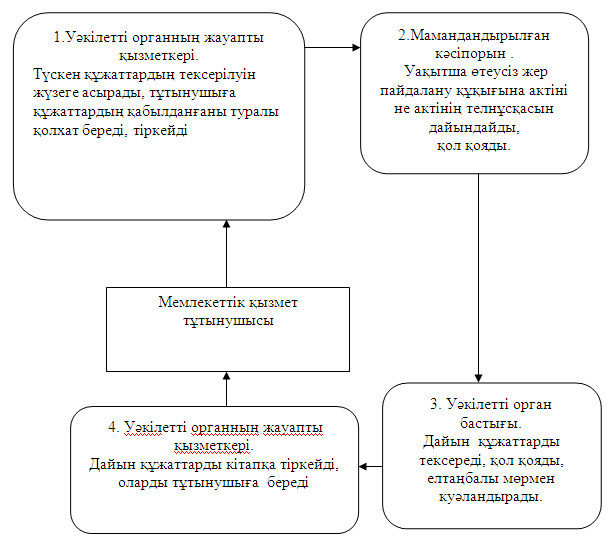 1.Уәкілетті органның жауапты
қызметкері.
Түскен құжаттардың тексерілуін
жүзеге асырады, тұтынушыға
құжаттардың қабылданғаны туралы
қолхат береді, тіркейді
2.Мамандандырылған
кәсіпорын .
Уақытша өтеусіз жер
пайдалану құқығына актіні
не актінің телнұсқасын
дайындайды,
қол қояды.
Мемлекеттік қызмет
тұтынушысы
3. Уәкілетті орган
бастығы.
Дайын құжаттарды
тексереді, қол қояды,
елтаңбалы мөрмен
куәландырады.
4. Уәкілетті органның жауапты
қызметкері.
Дайын құжаттарды кітапқа тіркейді,
оларды тұтынушыға береді